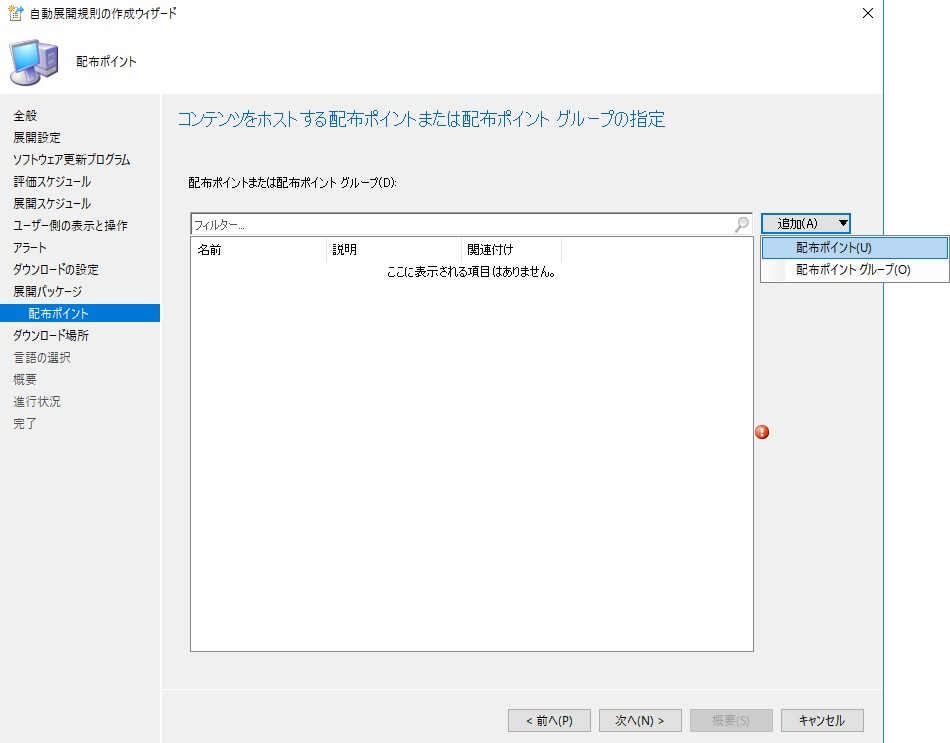 自動展開規則の作成ウィザード
配布ポイント
全般
展開設定
ソフトウェア更新プログラム
評価スケジュール
展開スケジュール
ユーザー側の表示と操作
アラート
ダウンロードの設定
展開パッケージ
配布ポイント
ダウンロード場所
言語の選択
概要
進行状況
完了
コンテンツをホストする配布ポイントまたは配布ポイント グループの指定
配布ポイントまたは配布ポイント グループ(D):
フィルター...
追加(A)
配布ポイント(U)
配布ポイント グループ(O)
名前 説明 関連付け
ここに表示される項目はありません。
< 前へ(P) 次へ(N) > 概要(S) キャンセル